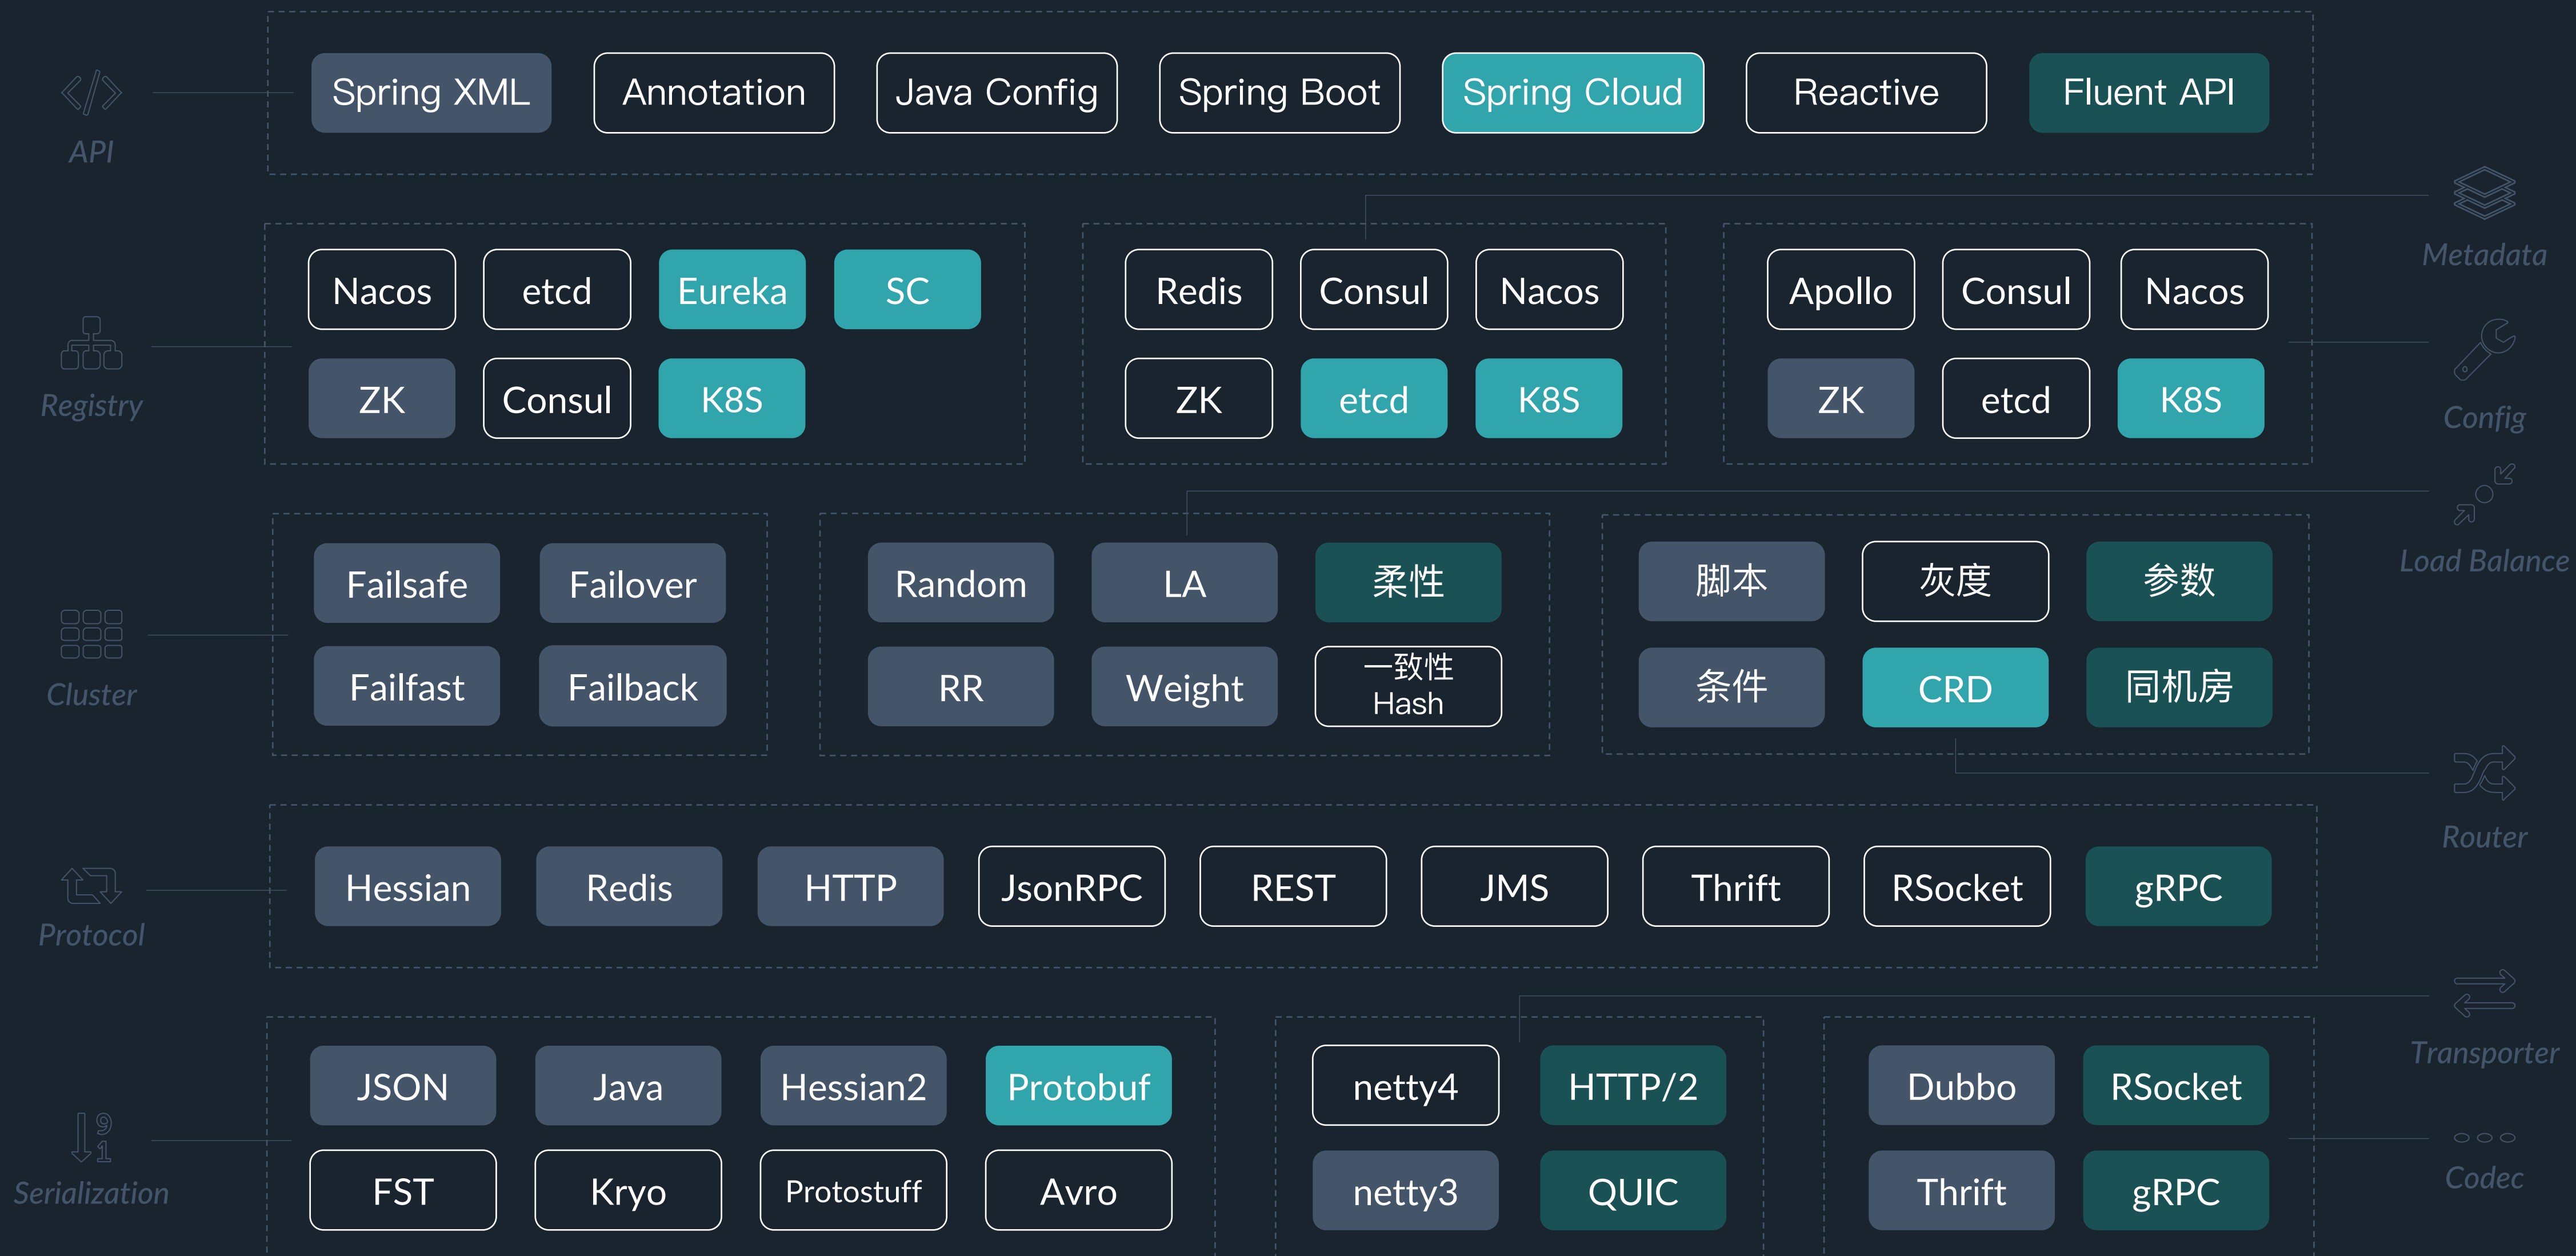 API
Spring XML
Annotation
Java Config
Spring Boot
Spring Cloud
Reactive
Fluent API
Metadata
Registry
Nacos
etcd
Eureka
SC
ZK
Consul
K8S
Redis
Consul
Nacos
ZK
etcd
K8S
Apollo
Consul
Nacos
ZK
etcd
K8S
Config
Load Balance
Cluster
Failsafe
Failover
Failfast
Failback
Random
LA
柔性
RR
Weight
一致性
Hash
脚本
灰度
参数
条件
CRD
同机房
Router
Protocol
Hessian
Redis
HTTP
JsonRPC
REST
JMS
Thrift
RSocket
gRPC
Transporter
Serialization
JSON
Java
Hessian2
Protobuf
FST
Kryo
Protostuff
Avro
netty4
HTTP/2
netty3
QUIC
Dubbo
RSocket
Thrift
gRPC
Codec
9
1